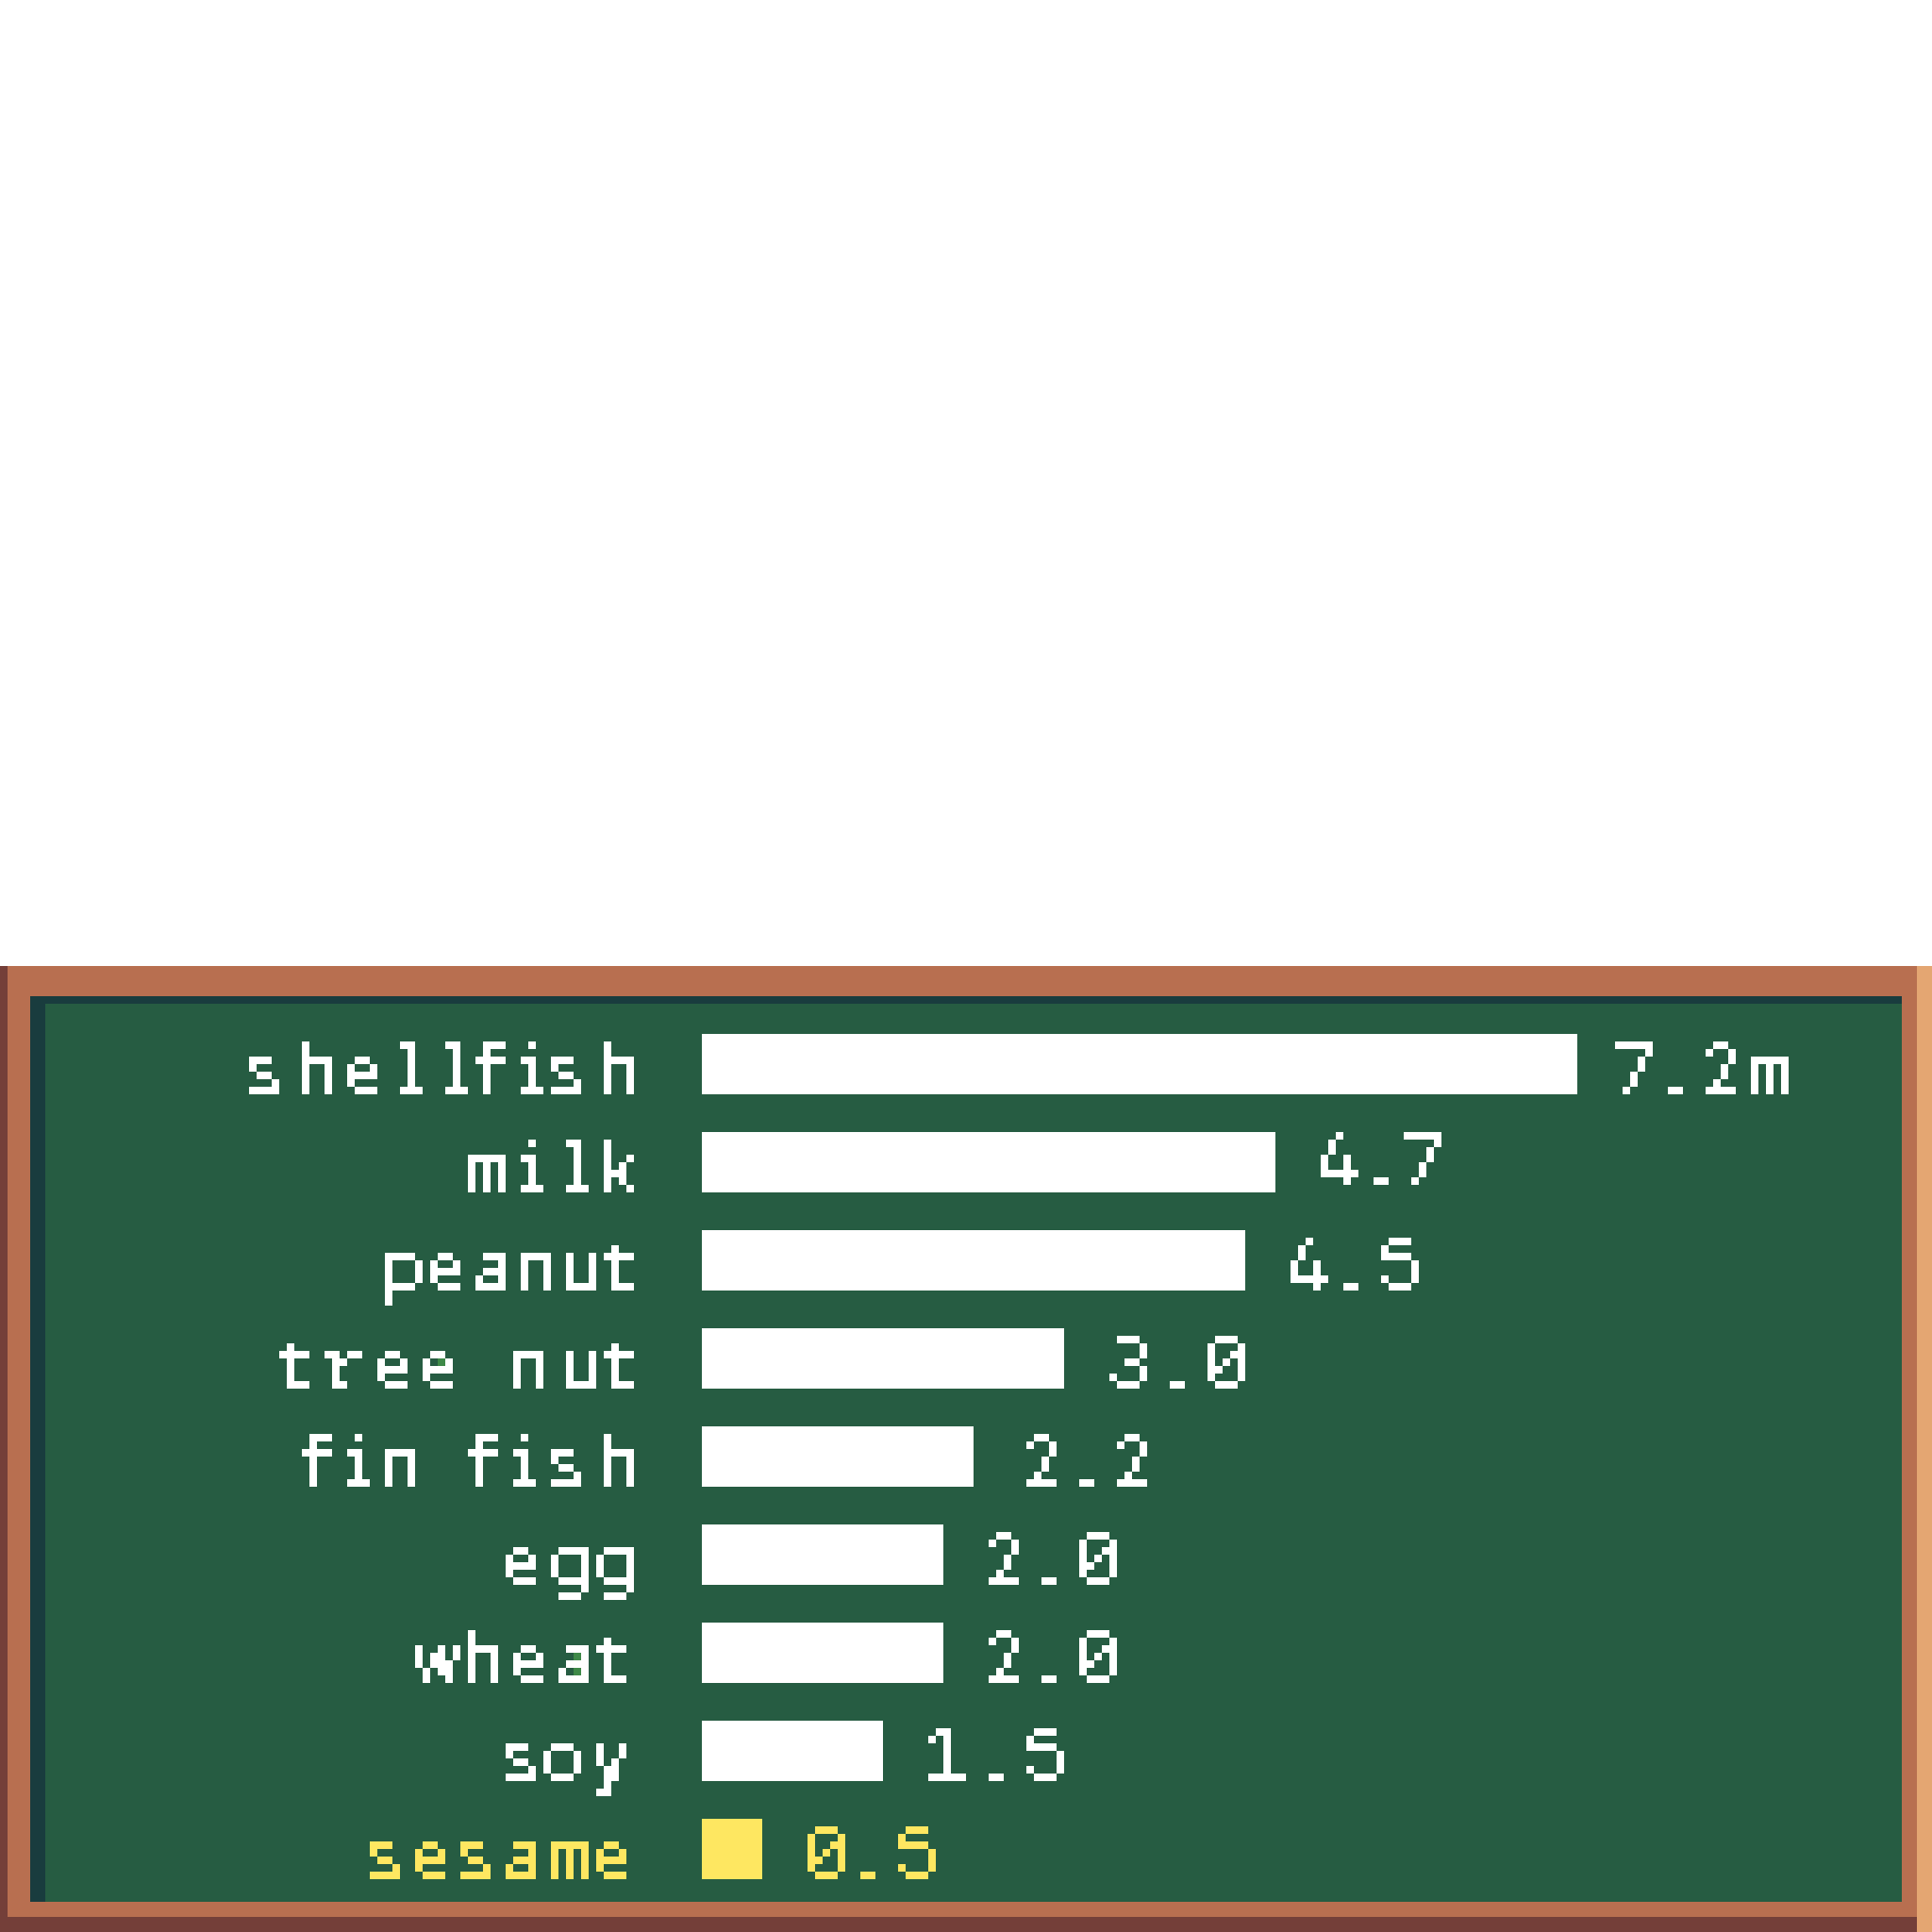 shellfish 7.2m
milk 4.7
peanut 4.5
tree nut 3.0
fin fish 2.2
egg 2.0
wheat 2.0
soy 1.5
sesame 0.5